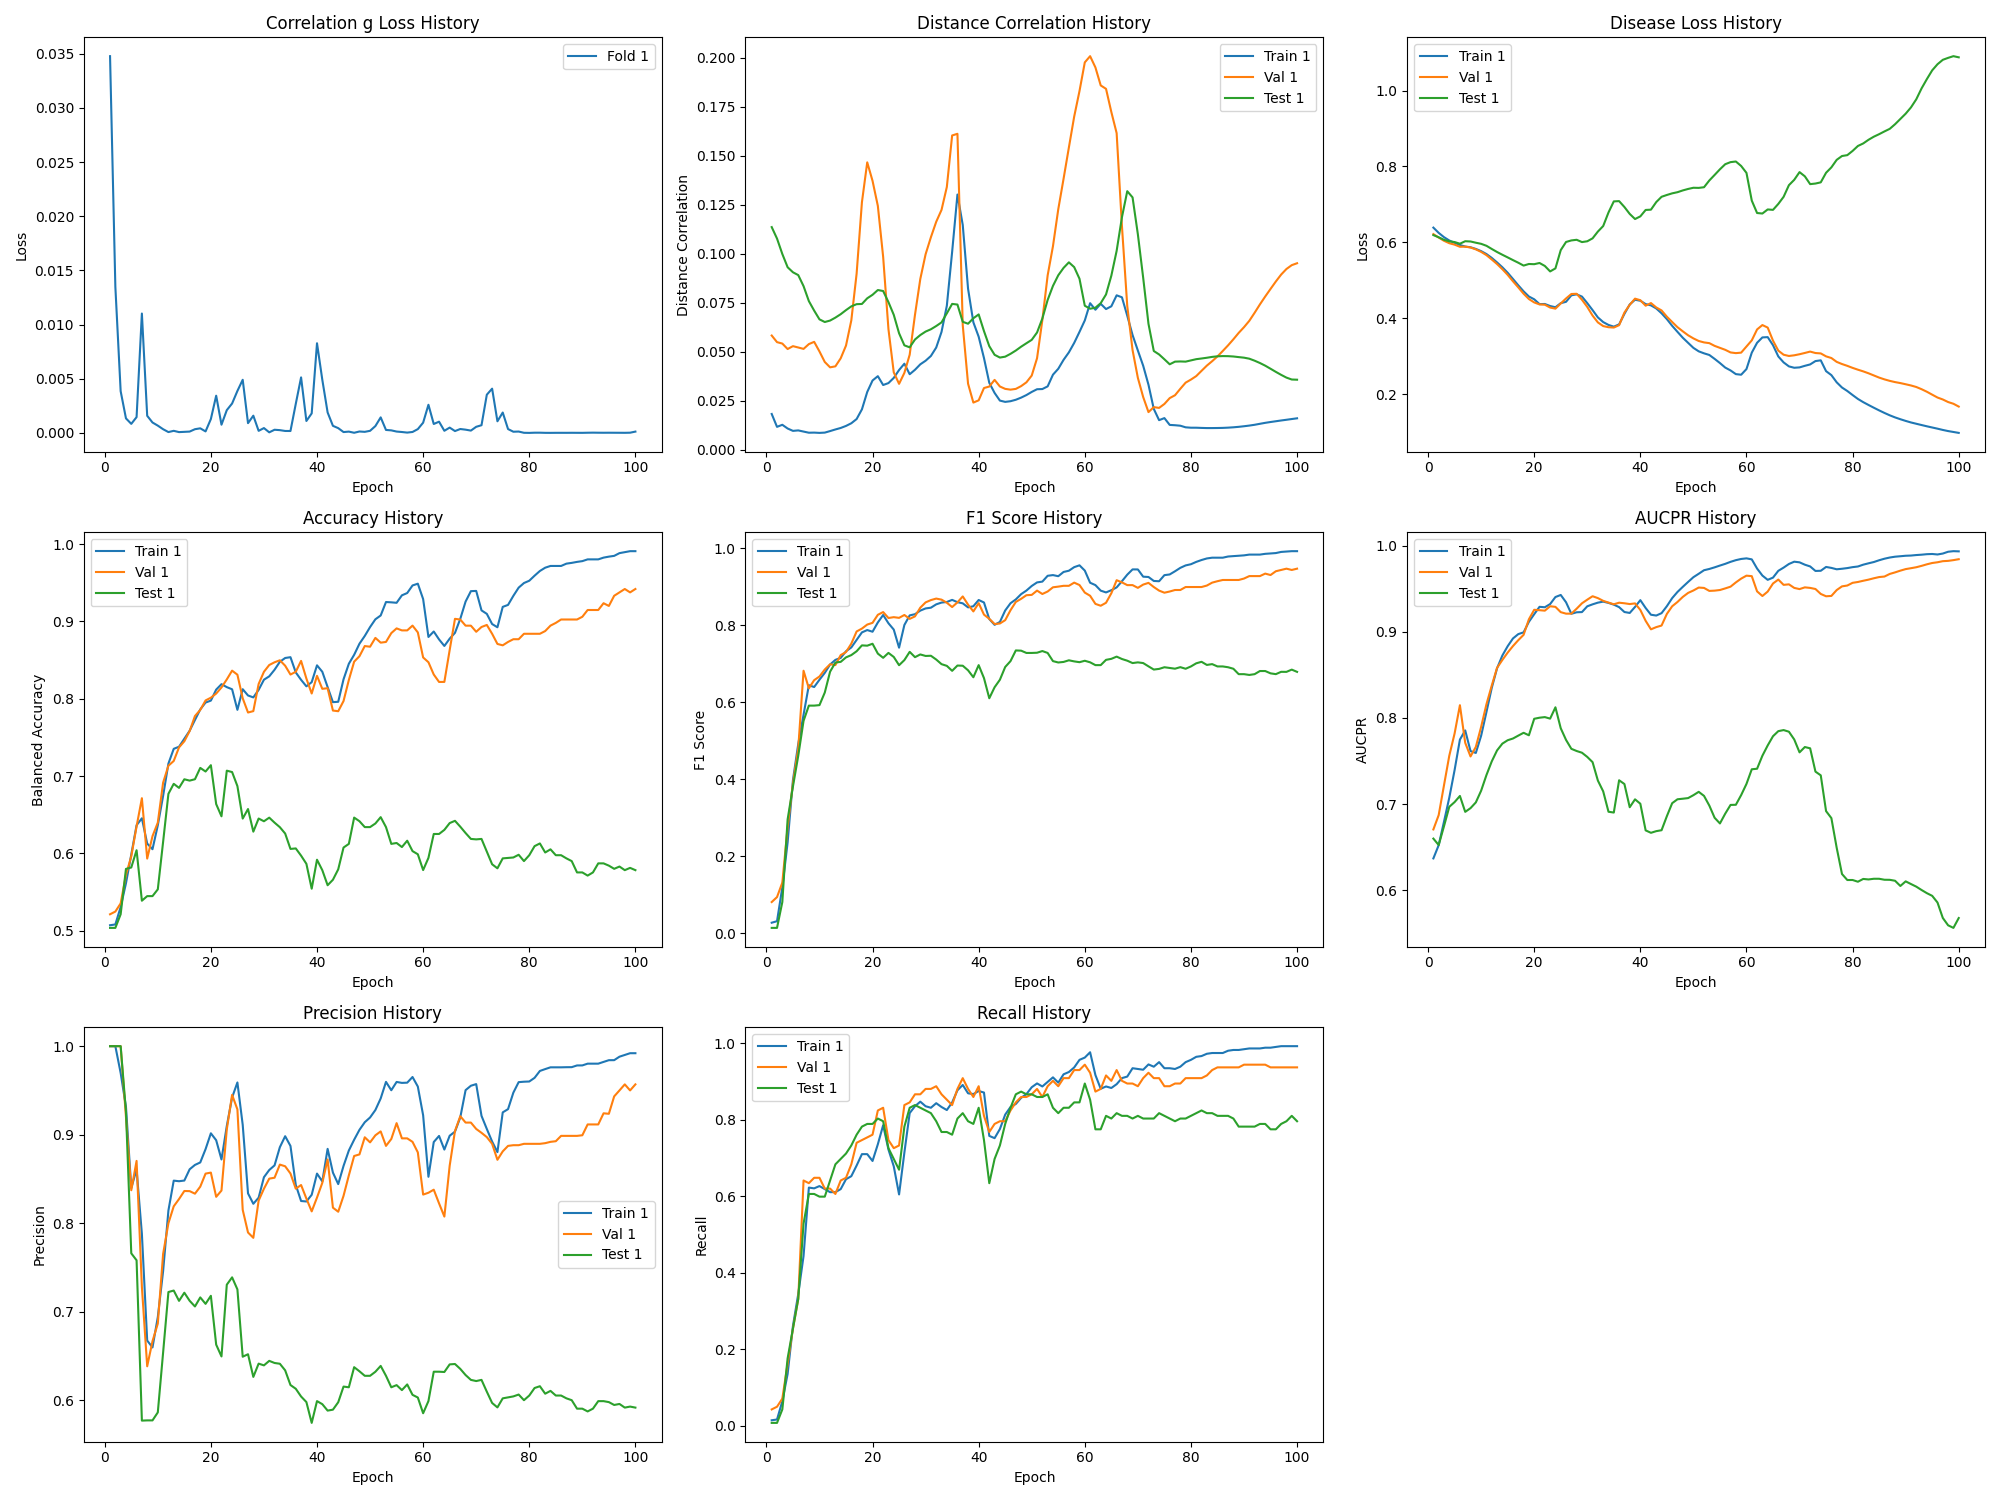 Correlation g Loss History
0.035
0.030
0.025
0.020
0.015
0.010
0.005
0.000
Loss
0 20 40 60 80 100
Epoch
Fold 1
Distance Correlation History
0.200
0.175
0.150
0.125
0.100
0.075
0.050
0.025
0.000
Distance Correlation
0 20 40 60 80 100
Epoch
Train 1
Val 1
Test 1
Disease Loss History
1.0
0.8
0.6
0.4
0.2
Loss
0 20 40 60 80 100
Epoch
Train 1
Val 1
Test 1
Accuracy History
1.0
0.9
0.8
0.7
0.6
0.5
Balanced Accuracy
0 20 40 60 80 100
Epoch
Train 1
Val 1
Test 1
F1 Score History
1.0
0.8
0.6
0.4
0.2
0.0
F1 Score
0 20 40 60 80 100
Epoch
Train 1
Val 1
Test 1
AUCPR History
1.0
0.9
0.8
0.7
0.6
AUCPR
0 20 40 60 80 100
Epoch
Train 1
Val 1
Test 1
Precision History
1.0
0.9
0.8
0.7
0.6
Precision
0 20 40 60 80 100
Epoch
Train 1
Val 1
Test 1
Recall History
1.0
0.8
0.6
0.4
0.2
0.0
Recall
0 20 40 60 80 100
Epoch
Train 1
Val 1
Test 1